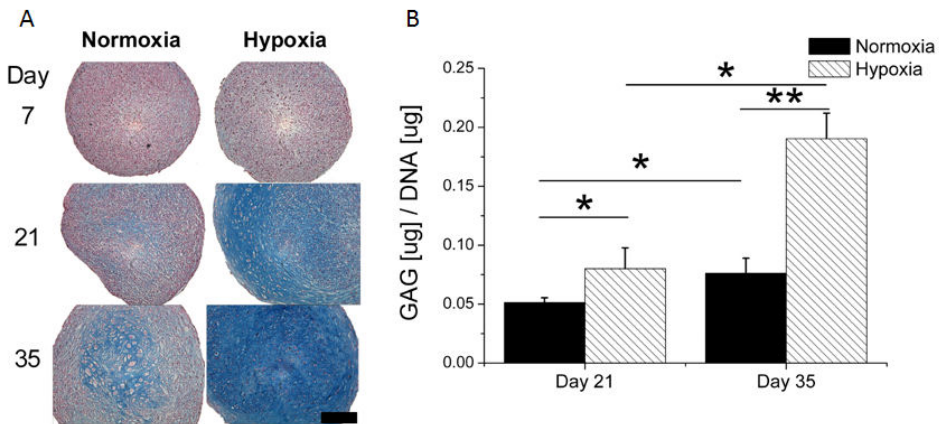 A
Normoxia Hypoxia
Day
7
21
35
B
Normoxia
Hypoxia
GAG [ug] / DNA [ug]
0.25
0.20
0.15
0.10
0.05
0.00
*
**
*
*
Day 21
Day 35